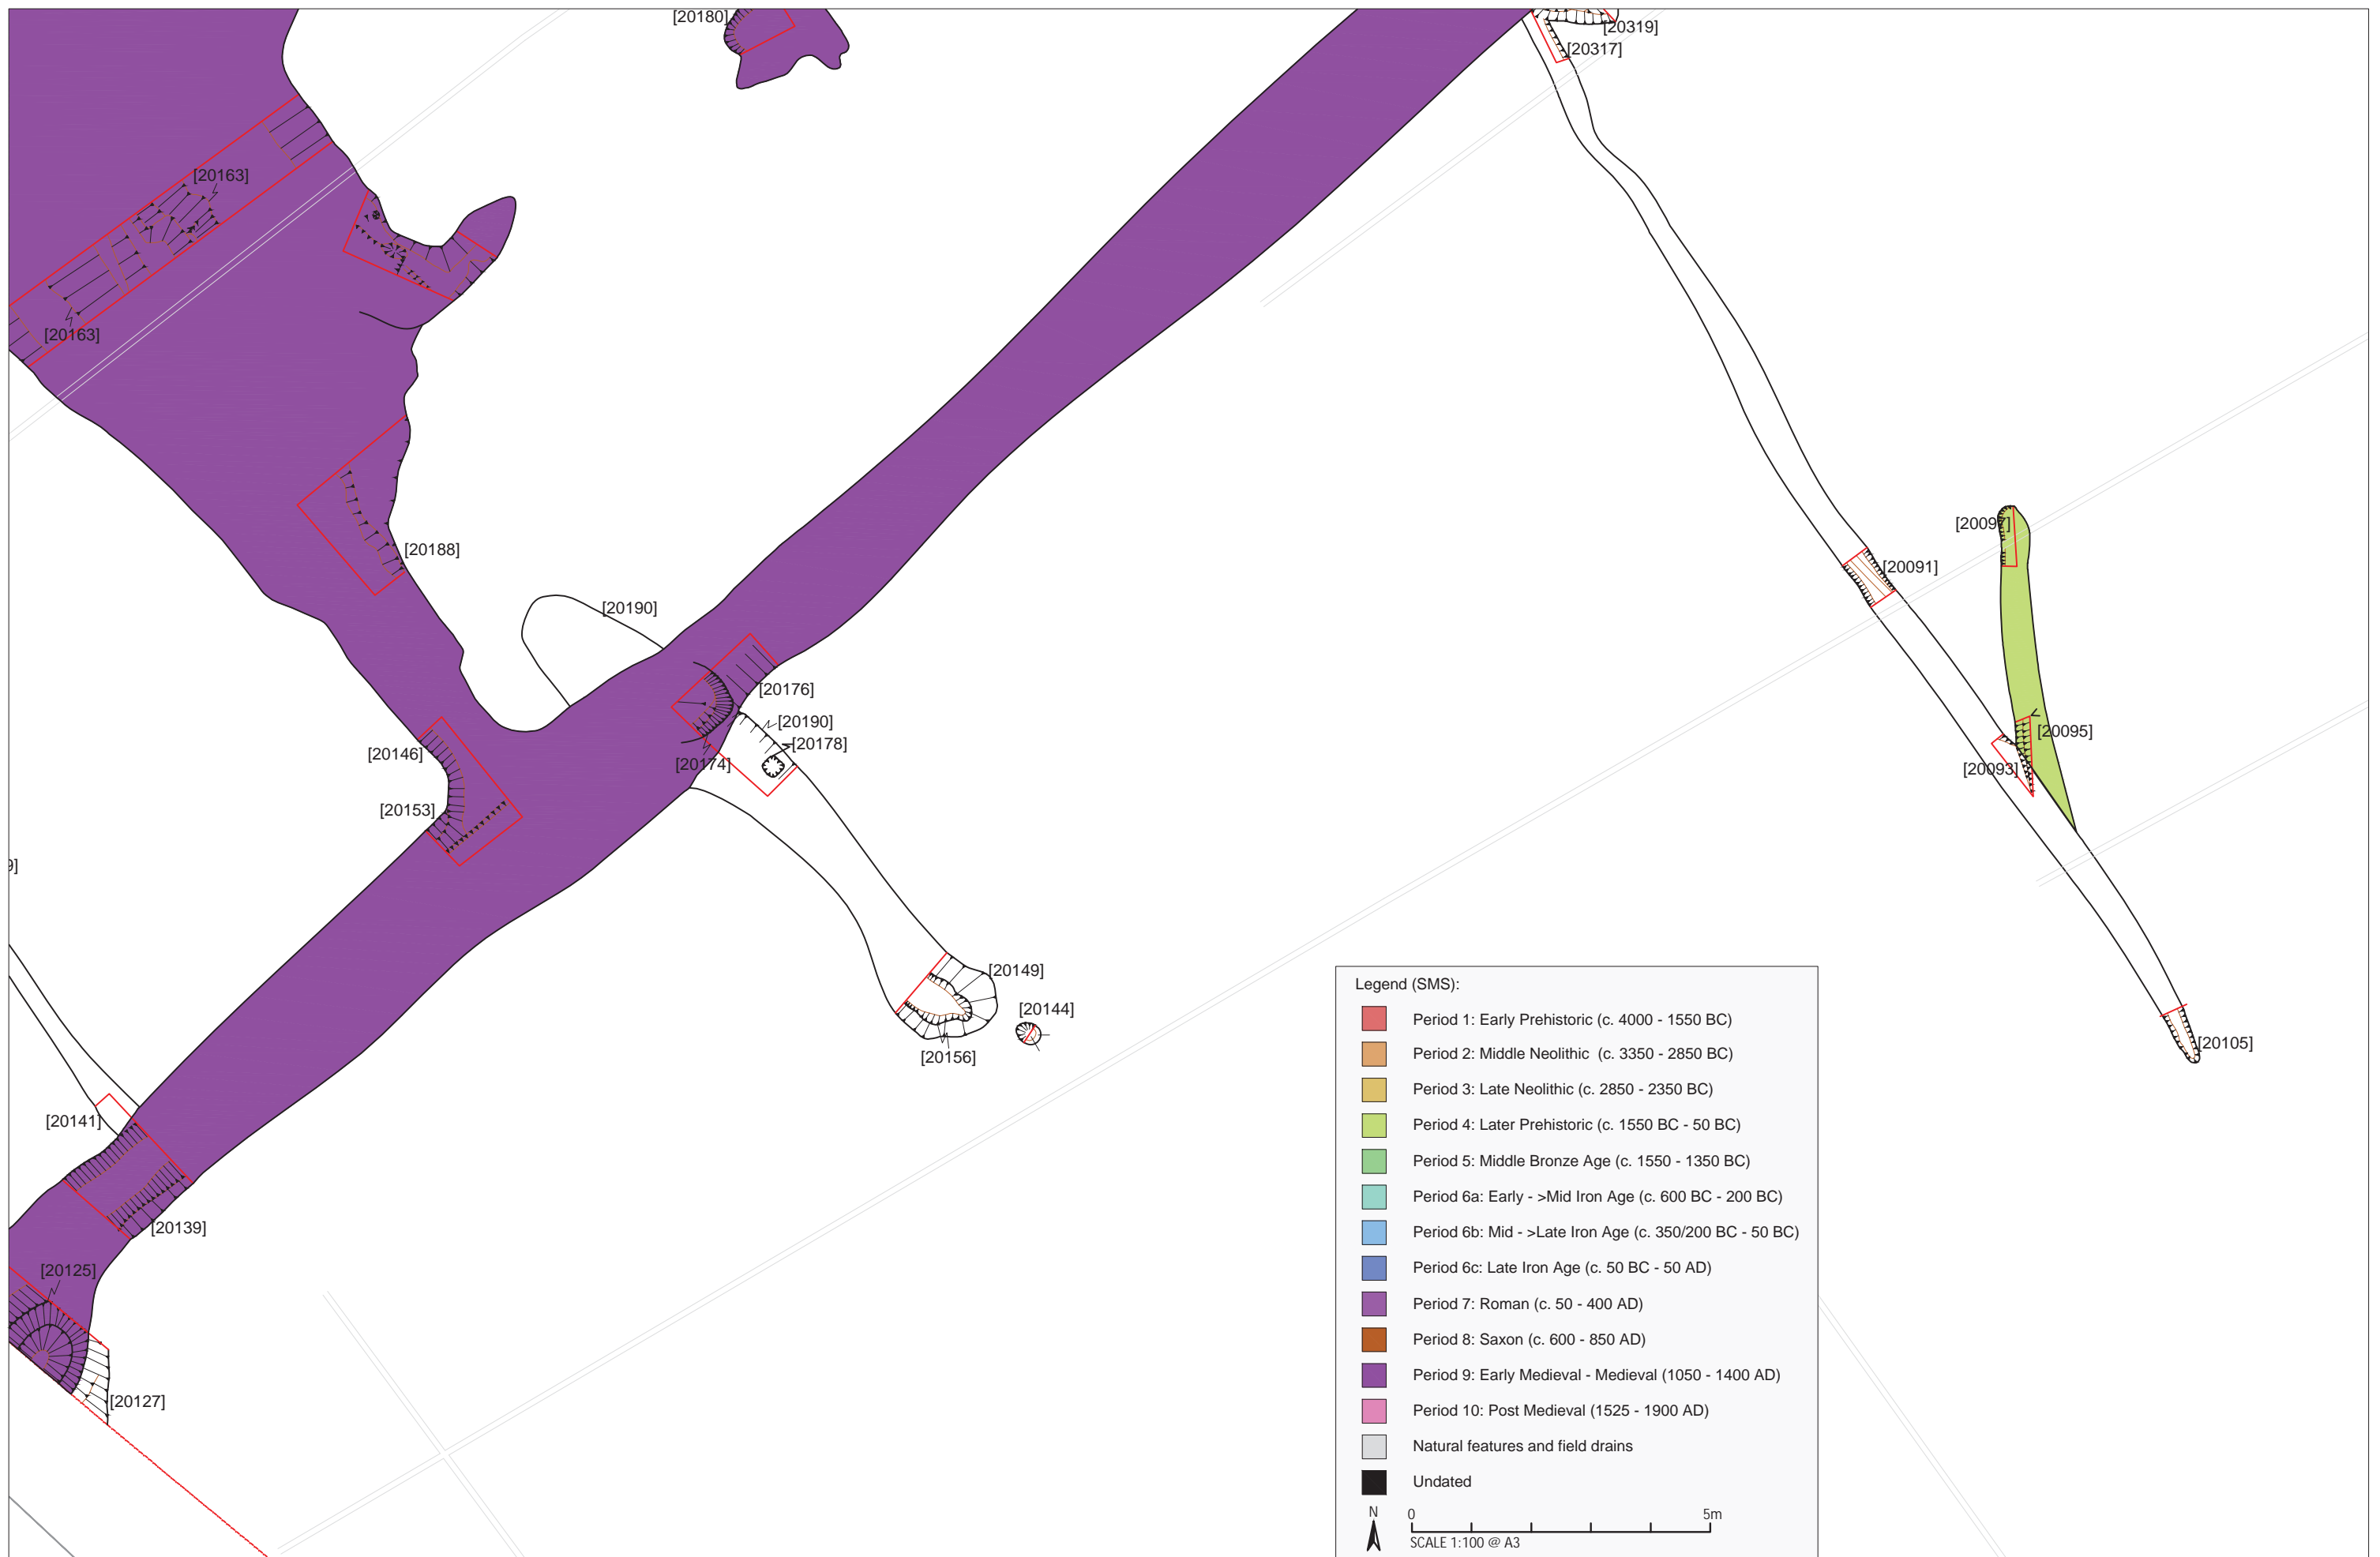 [20180]
[20319]
[20317]
[20163]
[20163]
[20097]
[20188]
[20091]
[20190]
[20176]
[20190]
[20178]
[20095]
[20146]
[20174]
[20093]
[20153]
9]
[20149]
[20144]
[20156]
[20105]
[20141]
[20139]
[20125]
[20127]
Legend (SMS):
Period 1: Early Prehistoric (c. 4000 - 1550 BC)
Period 2: Middle Neolithic (c. 3350 - 2850 BC)
Period 3: Late Neolithic (c. 2850 - 2350 BC)
Period 4: Later Prehistoric (c. 1550 BC - 50 BC)
Period 5: Middle Bronze Age (c. 1550 - 1350 BC)
Period 6a: Early - >Mid Iron Age (c. 600 BC - 200 BC)
Period 6b: Mid - >Late Iron Age (c. 350/200 BC - 50 BC)
Period 6c: Late Iron Age (c. 50 BC - 50 AD)
Period 7: Roman (c. 50 - 400 AD)
Period 8: Saxon (c. 600 - 850 AD)
Period 9: Early Medieval - Medieval (1050 - 1400 AD)
Period 10: Post Medieval (1525 - 1900 AD)
Natural features and field drains
Undated
N 0 5m
SCALE 1:100 @ A3